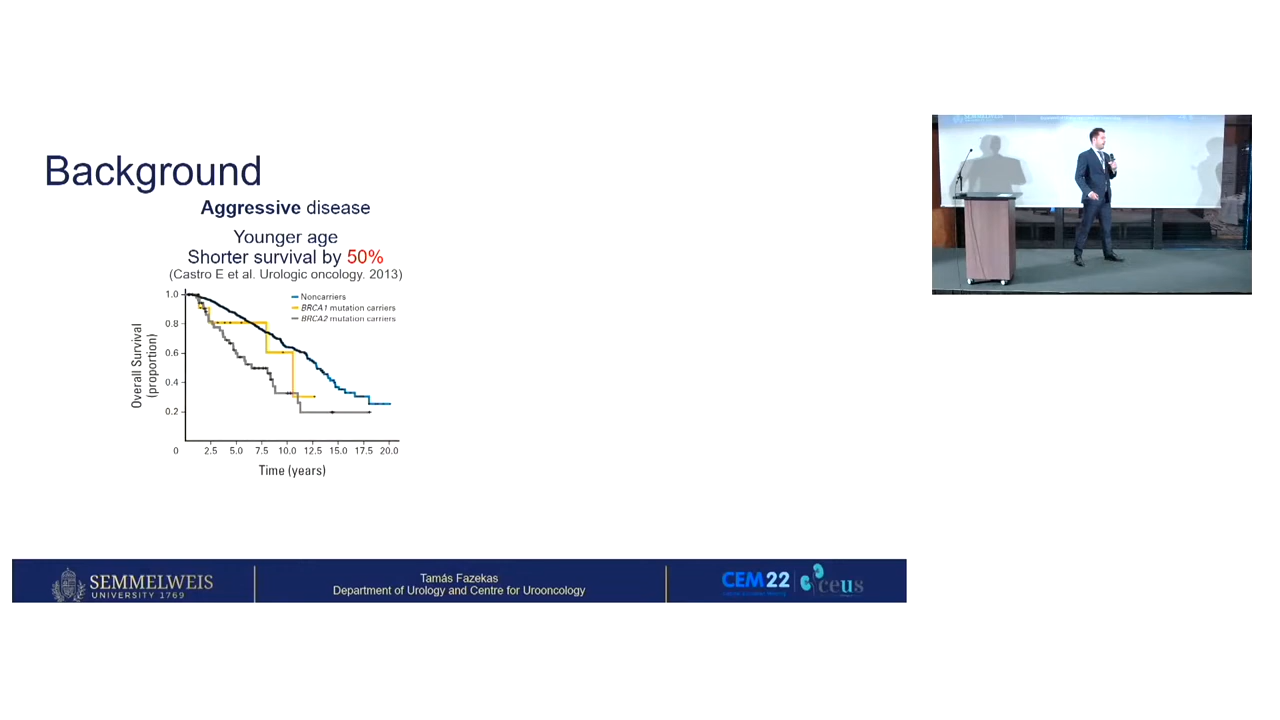 Background
Aggressive disease
Younger age
Shorter survival by 50%
(Castro E et al. Urologic oncology. 2013)
Noncarriers
BRCA1 mutation carriers
BRCA2 mutation carriers
Overall Survival
(proportion)
1.0
0.8
0.6
0.4
0.2
0 2.5 5.0 7.5 10.0 12.5 15.0 17.5 20.0
Time (years)
SEMMELWEIS
UNIVERSITY 1769
Tamás Fazekas
Department of Urology and Centre for Urooncology
CEM22
ceus